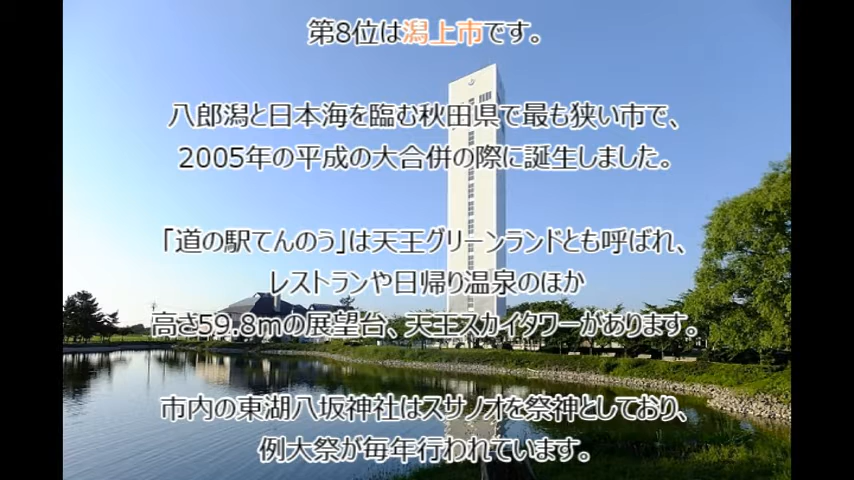 第8位は潟上市です。
八郎潟と日本海を臨む秋田県で最も狭い市で、
2005年の平成の大合併の際に誕生しました。
「道の駅てんのう」は天王グリーンランドとも呼ばれ、
レストランや日帰り温泉のほか
高さ59.8mの展望台、天王スカイタワーがあります。
市内の東湖八坂神社はスサノオを祭神としており、
例大祭が毎年行われています。